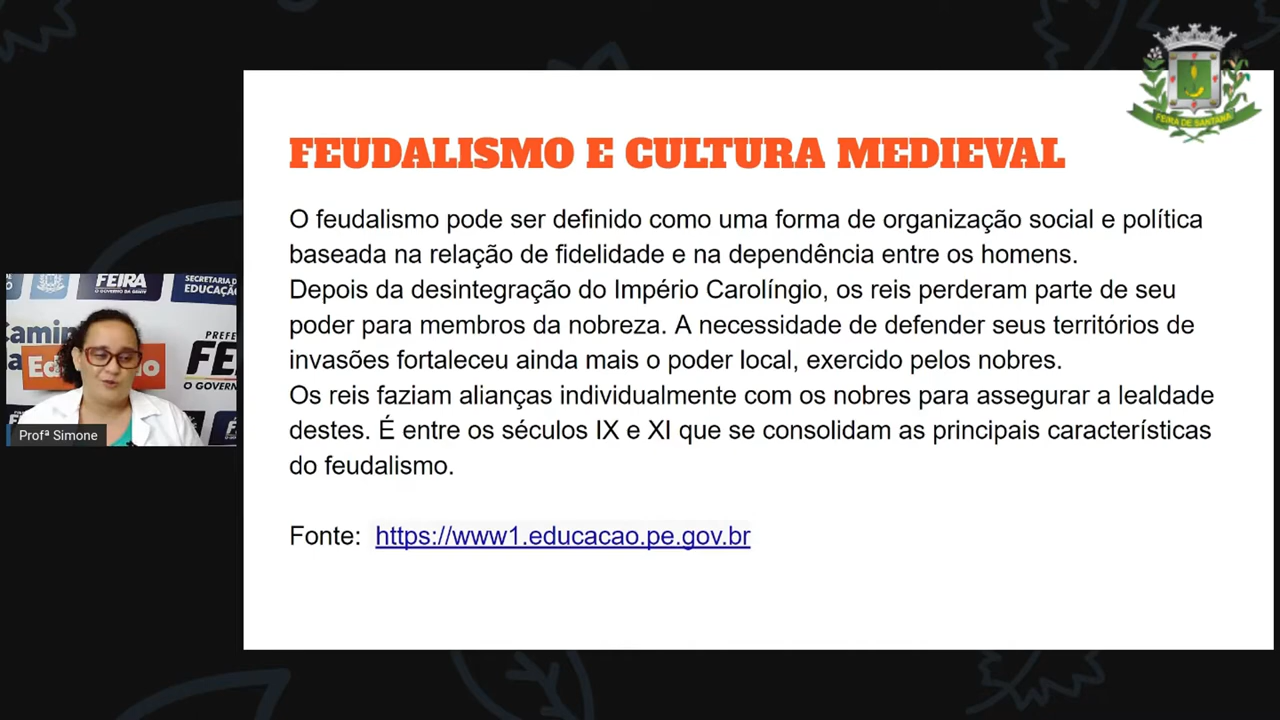 FEIRA DE SANTANA
FEUDALISMO E CULTURA MEDIEVAL
O feudalismo pode ser definido como uma forma de organização social e política
baseada na relação de fidelidade e na dependência entre os homens.
Depois da desintegração do Império Carolíngio, os reis perderam parte de seu
poder para membros da nobreza. A necessidade de defender seus territórios de
invasões fortaleceu ainda mais o poder local, exercido pelos nobres.
Os reis faziam alianças individualmente com os nobres para assegurar a lealdade
destes. É entre os séculos IX e XI que se consolidam as principais características
do feudalismo.
Fonte: https://www1.educacao.pe.gov.br
FEIRA
SECRETARIA D
EDUCAÇÃO
Camin
PREFE
FE
O GOVERN
Profª Simone